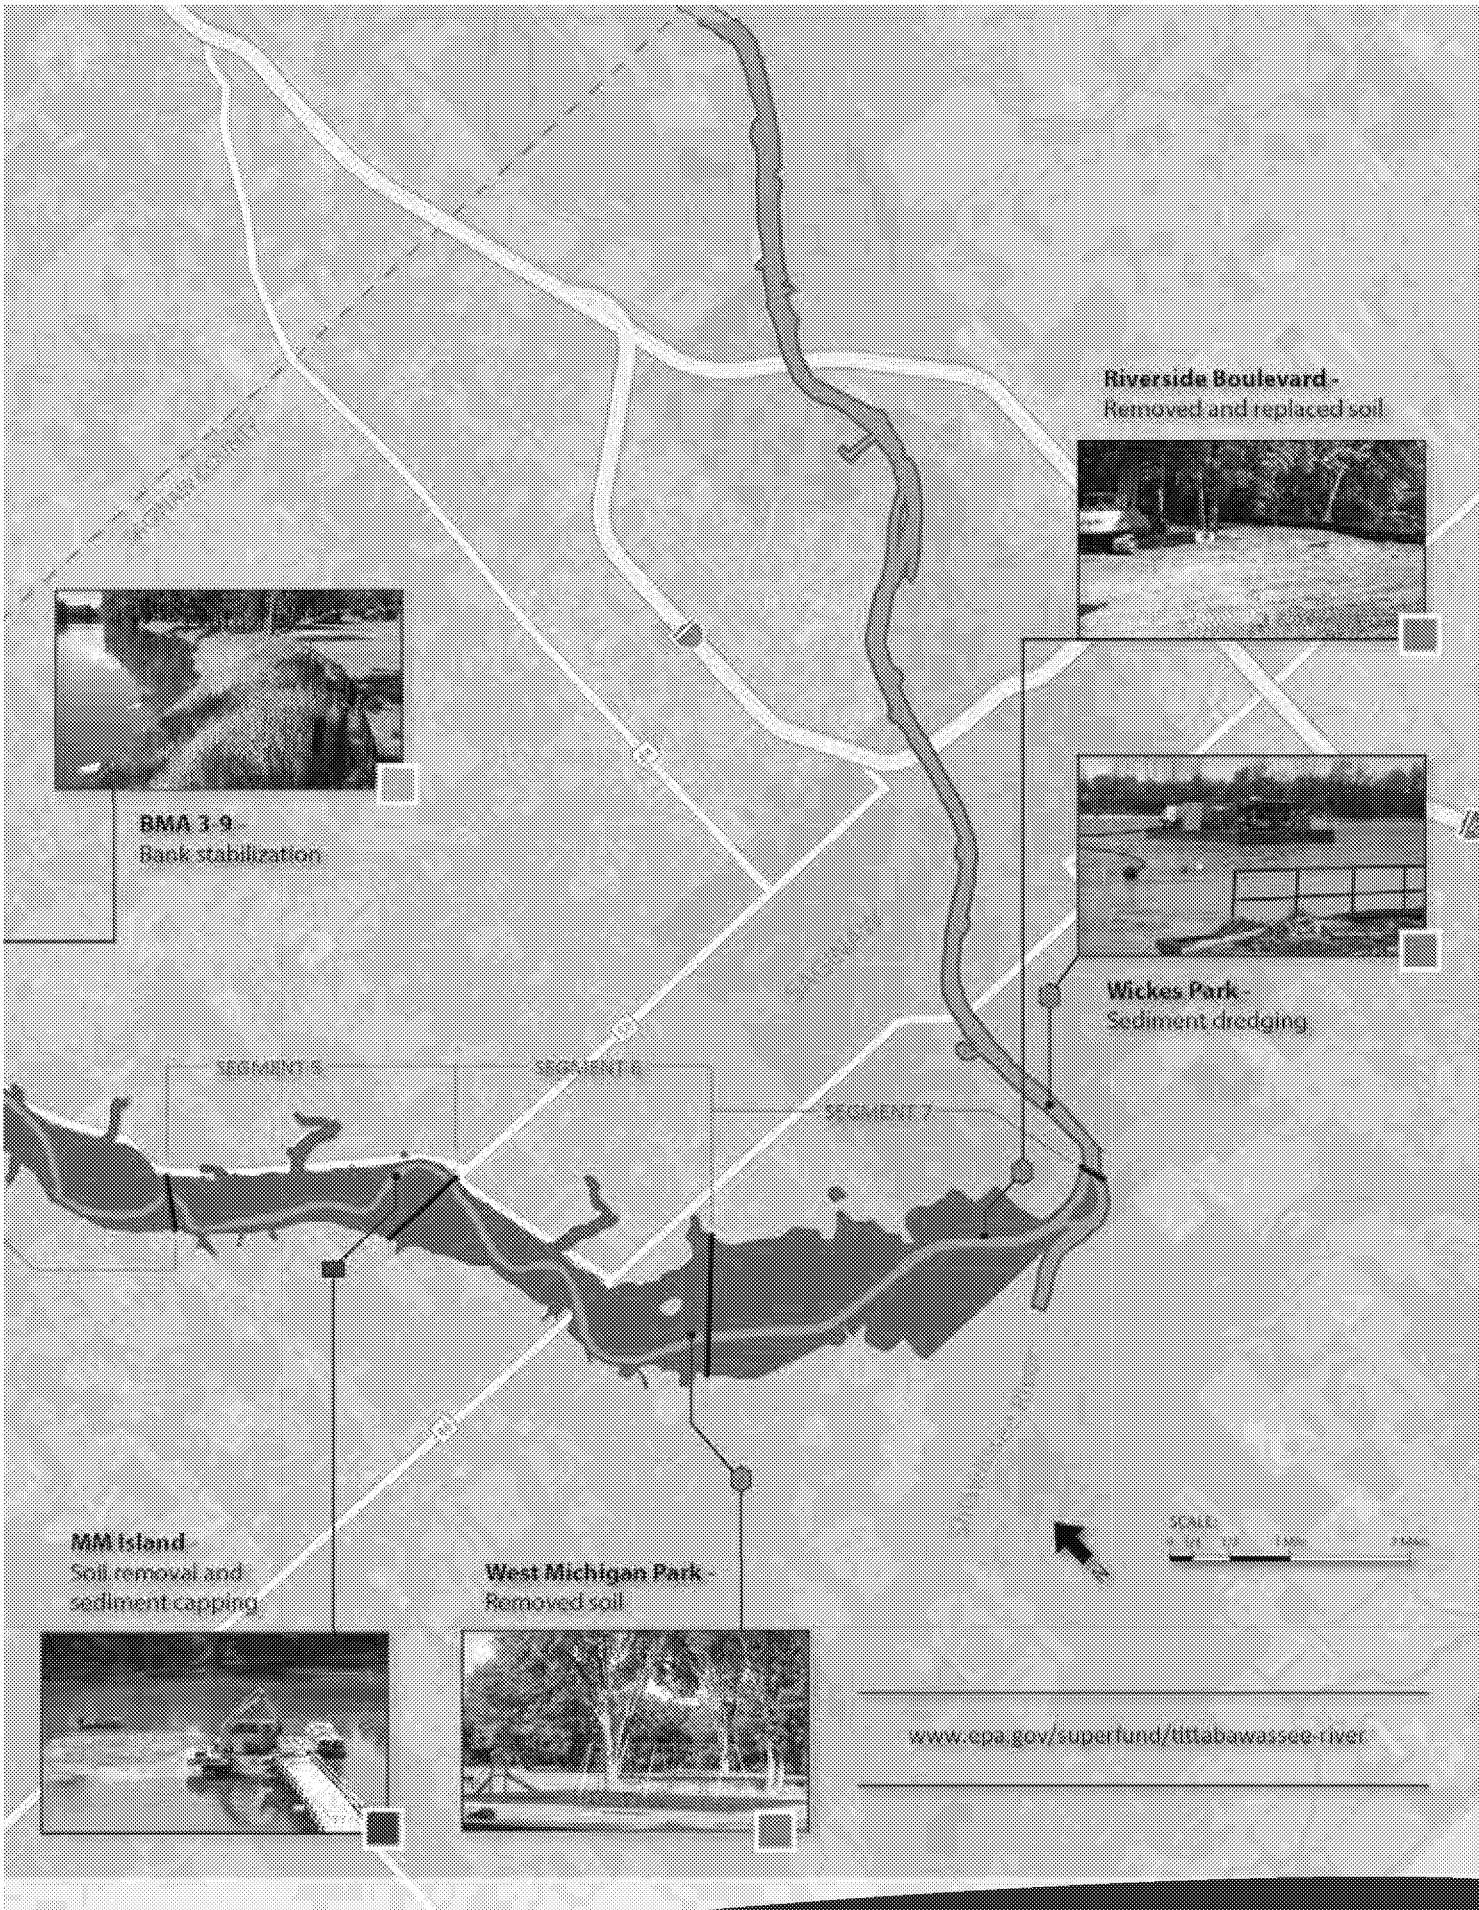 Riverside Boulevard -
Removed and replaced soil
BMA 3-9 -
Bank stabilization
Wickes Park -
Sediment dredging
SEGMENT 5
SEGMENT 6
SEGMENT 7
MM Island -
Soil removal and
sediment capping
West Michigan Park -
Removed soil
SCALE:
N
www.epa.gov/superfund/tittabawassee-river